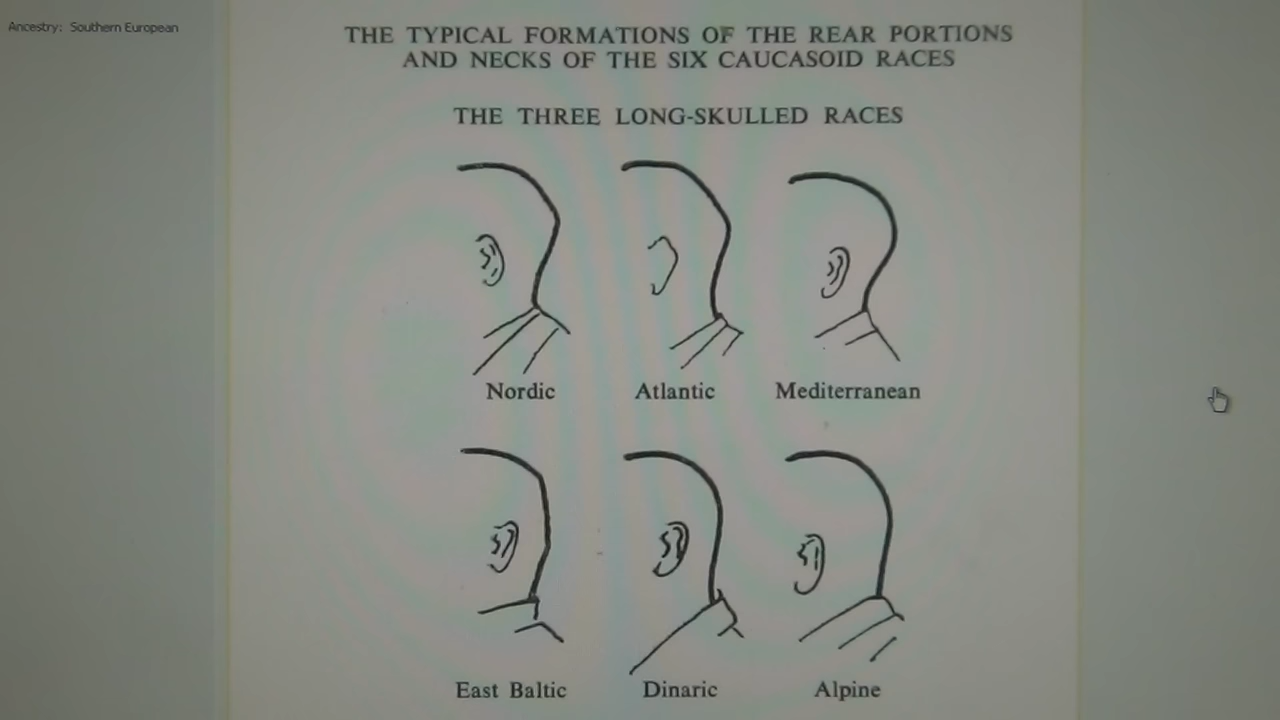 Ancestry: Southern European
THE TYPICAL FORMATIONS OF THE REAR PORTIONS
AND NECKS OF THE SIX CAUCASOID RACES
THE THREE LONG-SKULLED RACES
Nordic
Atlantic
Mediterranean
East Baltic
Dinaric
Alpine